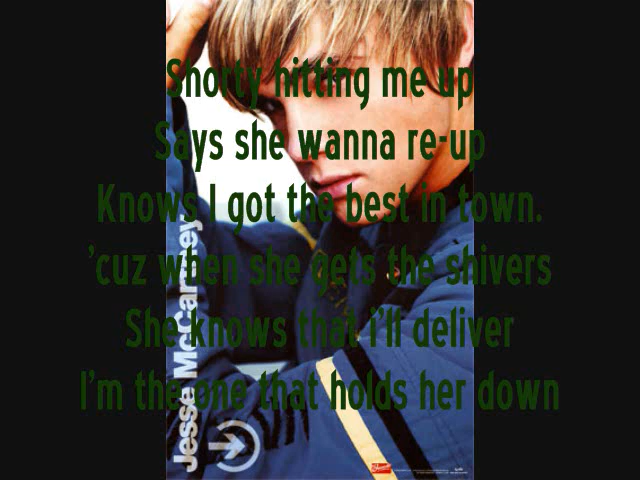 Shorty hitting me up
Says she wanna re-up
Knows I got the best in town.
'cuz when she gets the shivers
She knows that i'll deliver
I'm the one that holds her down
Jesse McCartney